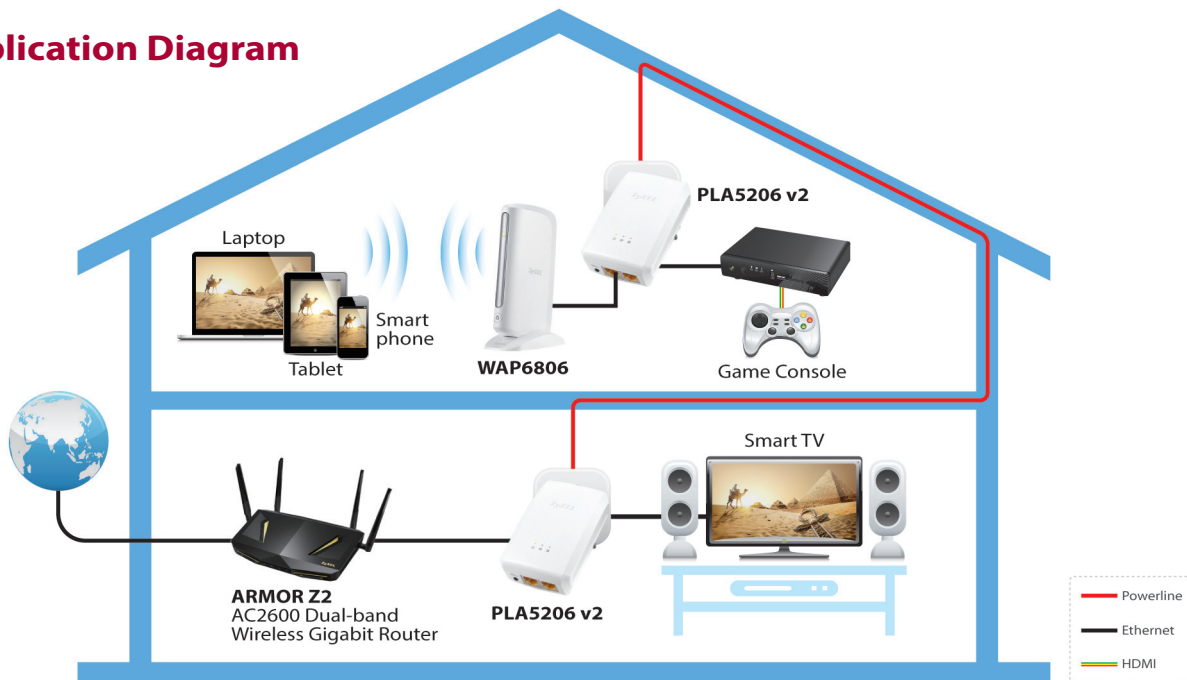 plication Diagram
PLA5206 v2
Laptop
Smart
phone
Tablet
WAP6806
Game Console
Smart TV
ARMOR Z2
AC2600 Dual-band
Wireless Gigabit Router
PLA5206 v2
Powerline
Ethernet
HDMI